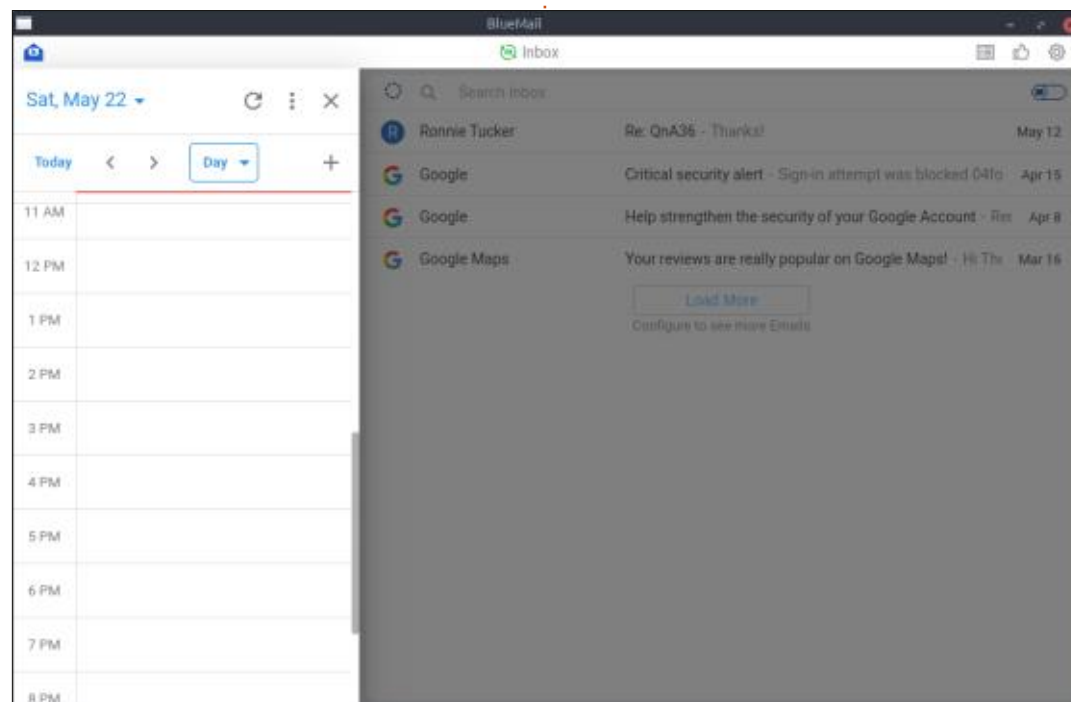 BlueMail
Inbox
Sat, May 22
Today Day
11 AM
12 PM
1 PM
2 PM
3 PM
4 PM
5 PM
6 PM
7 PM
8 PM
Search Inbox
R Ronnie Tucker Re: QnA36 - Thanks! May 12
Google Critical security alert - Sign-in attempt was blocked 04fo Apr 15
Google Help strengthen the security of your Google Account - Apr 8
Google Maps Your reviews are really popular on Google Maps! - Hi The Mar 16
Load More
Configure to see more Emails